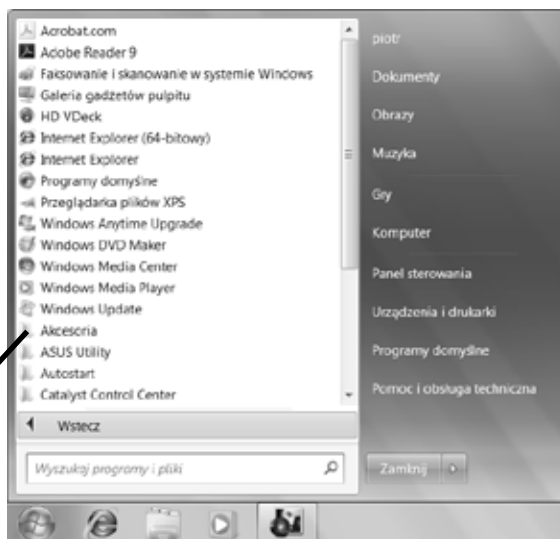 Acrobat.com
Adobe Reader 9
Faksowanie i skanowanie w systemie Windows
Galeria gadżetów pulpitu
HD VDeck
Internet Explorer (64-bitowy)
Internet Explorer
Programy domyślne
Przeglądarka plików XPS
Windows Anytime Upgrade
Windows DVD Maker
Windows Media Center
Windows Media Player
Windows Update
Akcesoria
ASUS Utility
Autostart
Catalyst Control Center
Wstecz
Wyszukaj programy i pliki
piotr
Dokumenty
Obrazy
Muzyka
Gry
Komputer
Panel sterowania
Urządzenia i drukarki
Programy domyślne
Pomoc i obsługa techniczna
Zamknij